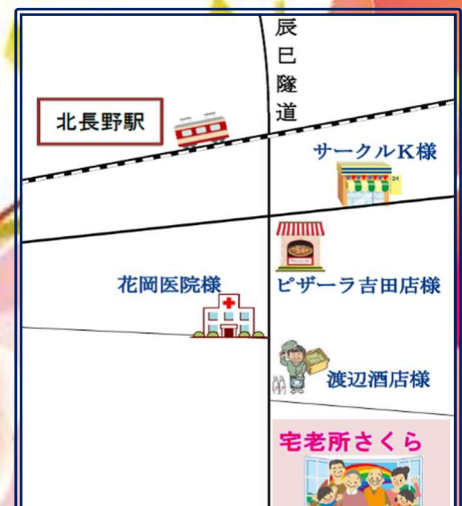 辰巳隧道
北長野駅
サークルK様
花岡医院様
ピザーラ吉田店様
渡辺酒店様
宅老所さくら